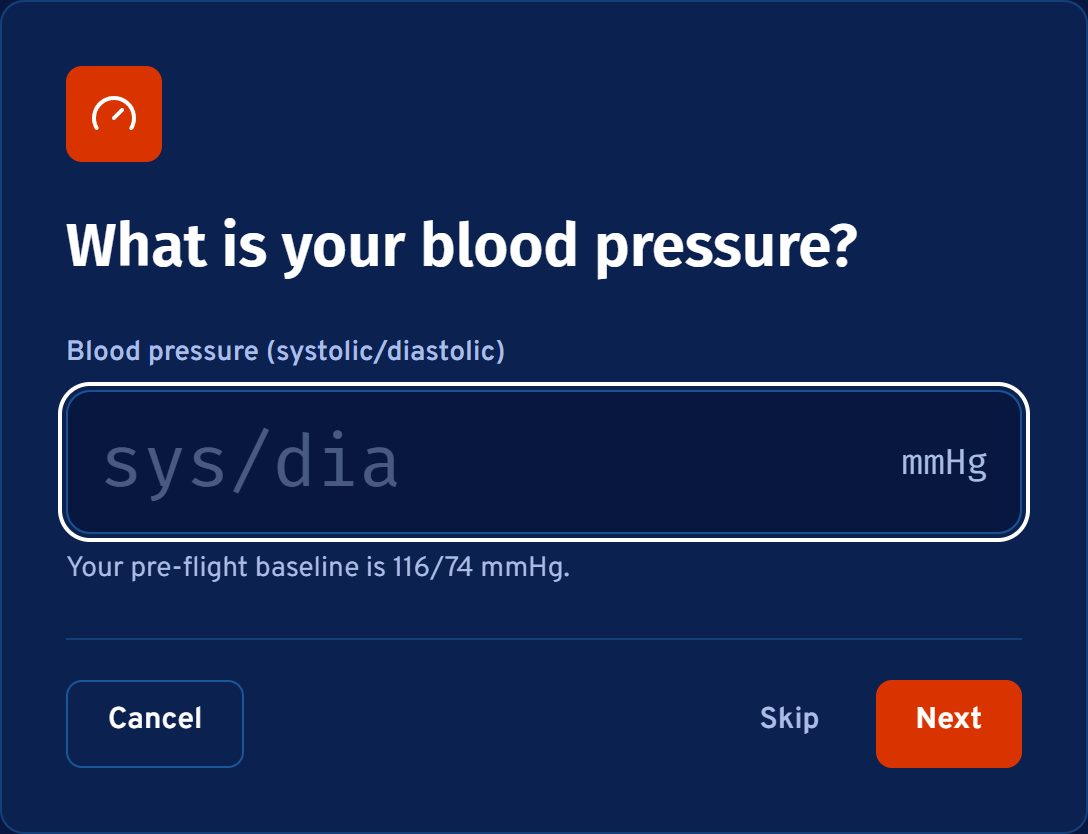 What is your blood pressure?
Blood pressure (systolic/diastolic)
sys/dia mmHg
Your pre-flight baseline is 116/74 mmHg.
Cancel Skip Next